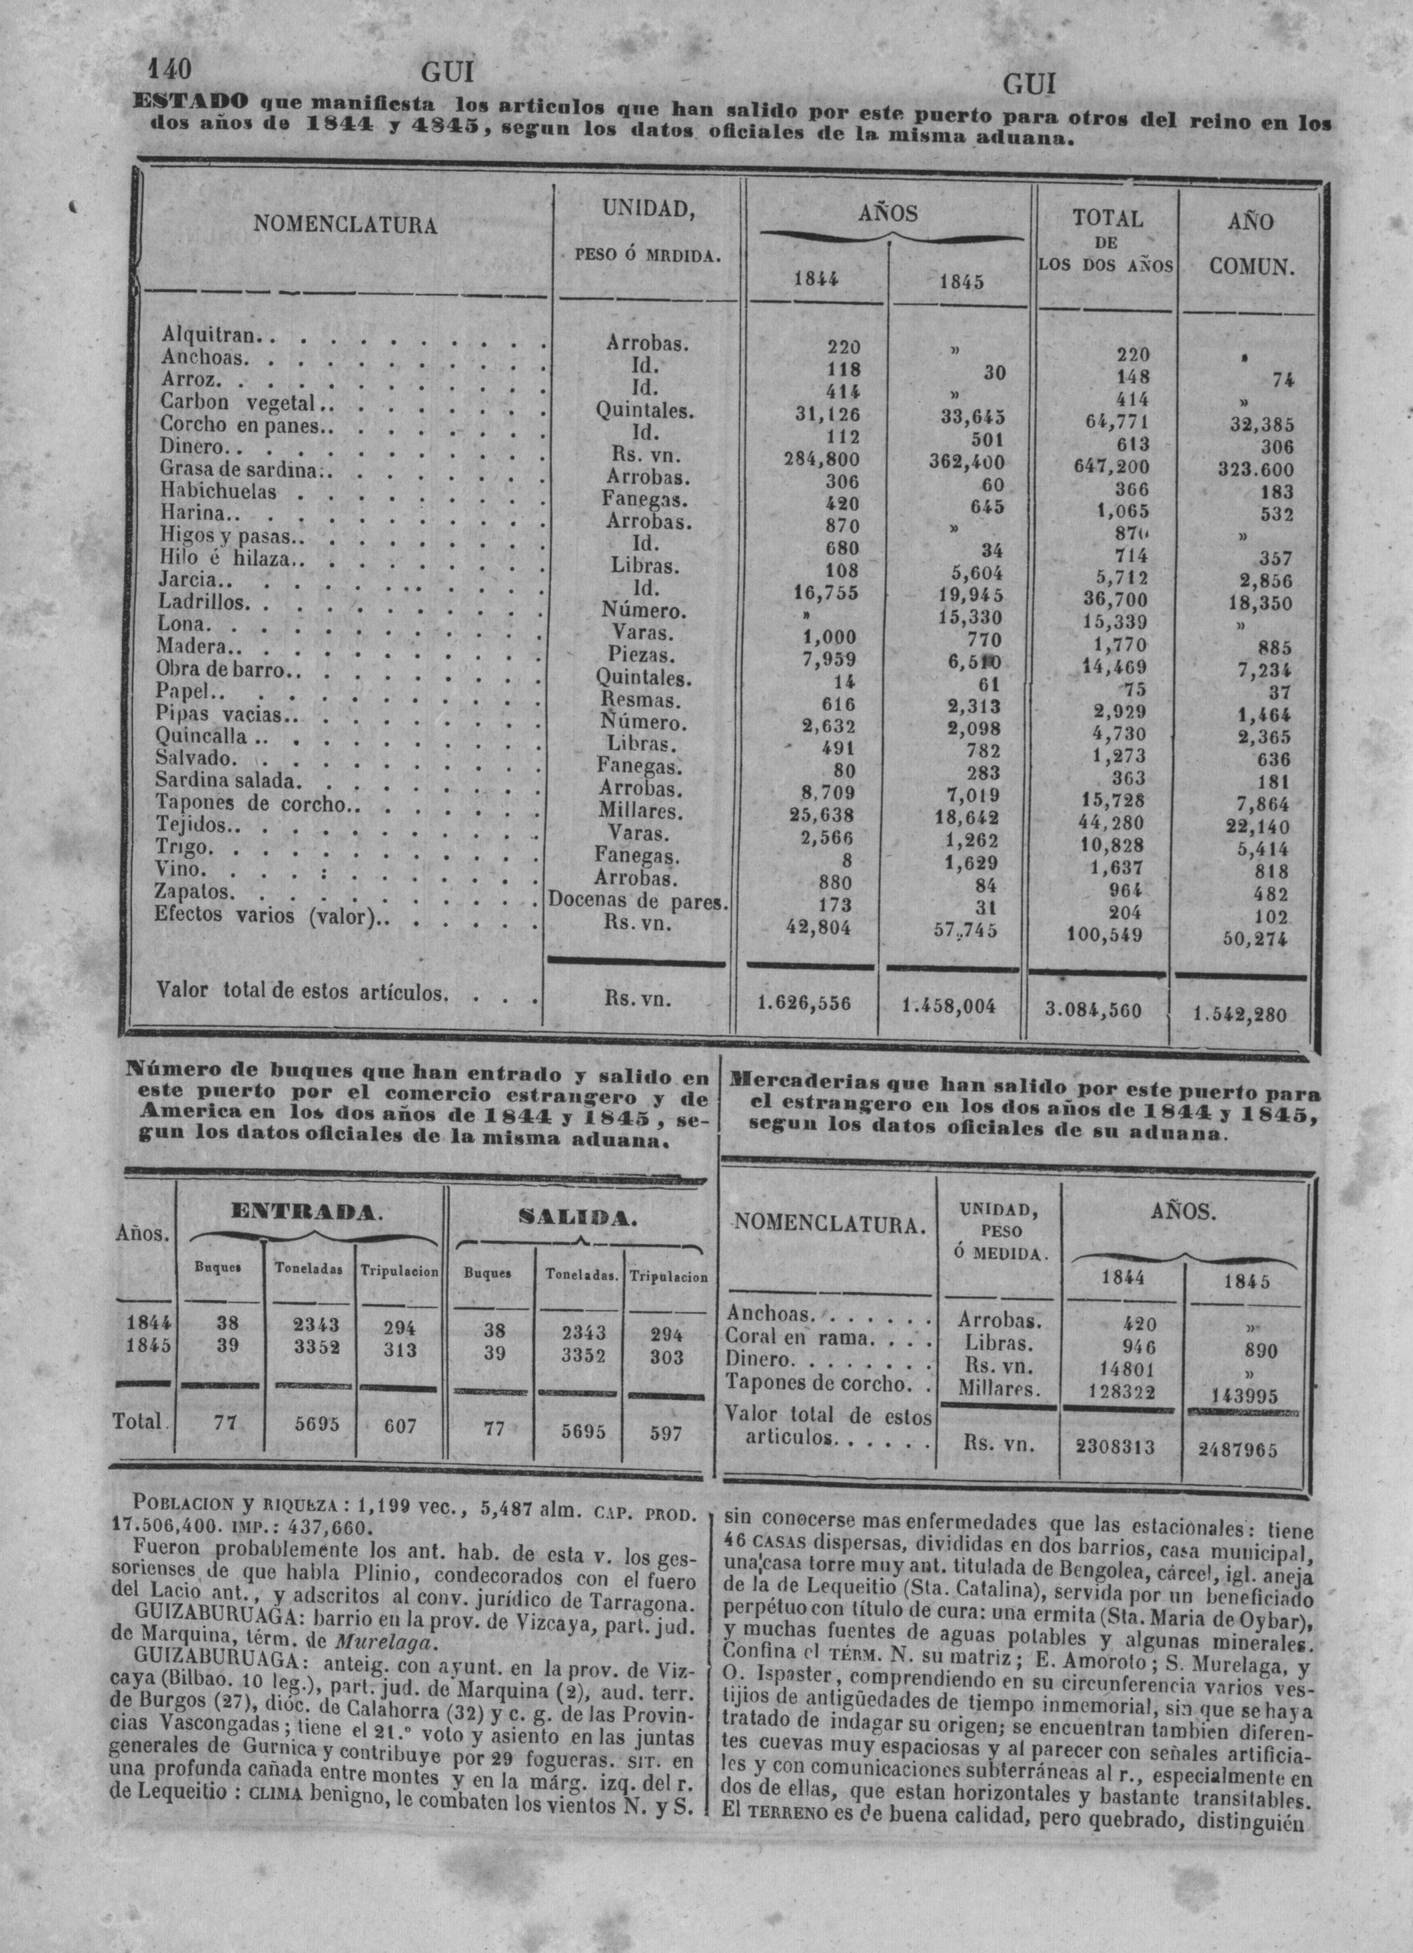 140 GUI GUI
ESTADO que manifiesta los articulos que han salido por este puerto para otros del reino en los
dos años de 1844 y 4845, segun los datos oficiales de la misma aduana.
NOMENCLATURA UNIDAD, PESO Ó MRDIDA. AÑOS 1844 1845 TOTAL DE LOS DOS AÑOS AÑO COMUN.
Alquitran. . . . . . . . . . . Arrobas. 220 » 220 »
Anchoas. . . . . . . . . . . Id. 118 30 148 74
Arroz. . . . . . . . . . . . Id. 414 » 414 »
Carbon vegetal. . . . . . . . . Quintales. 31,126 33,645 64,771 32,385
Corcho en panes. . . . . . . . . Id. 112 501 613 306
Dinero. . . . . . . . . . . . Rs. vn. 284,800 362,400 647,200 323.600
Grasa de sardina:. . . . . . . . Arrobas. 306 60 366 183
Habichuelas . . . . . . . . . Fanegas. 420 645 1,065 532
Harina. . . . . . . . . . . . Arrobas. 870 » 870 »
Higos y pasas. . . . . . . . . . Id. 680 34 714 357
Hilo é hilaza. . . . . . . . . . Libras. 108 5,604 5,712 2,856
Jarcia. . . . . . . . . . . . Id. 16,755 19,945 36,700 18,350
Ladrillos. . . . . . . . . . . Número. » 15,330 15,339 »
Lona. . . . . . . . . . . . Varas. 1,000 770 1,770 885
Madera. . . . . . . . . . . . Piezas. 7,959 6,510 14,469 7,234
Obra de barro. . . . . . . . . . Quintales. 14 61 75 37
Papel. . . . . . . . . . . . Resmas. 616 2,313 2,929 1,464
Pipas vacias. . . . . . . . . . Número. 2,632 2,098 4,730 2,365
Quincalla . . . . . . . . . . . Libras. 491 782 1,273 636
Salvado. . . . . . . . . . . Fanegas. 80 283 363 181
Sardina salada. . . . . . . . . Arrobas. 8,709 7,019 15,728 7,864
Tapones de corcho. . . . . . . . Millares. 25,638 18,642 44,280 22,140
Tejidos. . . . . . . . . . . . Varas. 2,566 1,262 10,828 5,414
Trigo. . . . . . . . . . . . Fanegas. 8 1,629 1,637 818
Vino. . . . : . . . . . . . Arrobas. 880 84 964 482
Zapatos. . . . . . . . . . . Docenas de pares. 173 31 204 102
Efectos varios (valor). . . . . . . Rs. vn. 42,804 57,745 100,549 50,274
Valor total de estos artículos. . . . Rs. vn. 1.626,556 1.458,004 3.084,560 1.542,280
Número de buques que han entrado y salido en
este puerto por el comercio estrangero y de
America en los dos años de 1844 y 1845, se-
gun los datos oficiales de la misma aduana.
Años. ENTRADA. SALIDA.
Buques Toneladas Tripulacion Buques Toneladas. Tripulacion
1844 38 2343 294 38 2343 294
1845 39 3352 313 39 3352 303
Total. 77 5695 607 77 5695 597
Mercaderias que han salido por este puerto para
el estrangero en los dos años de 1844 y 1845,
segun los datos oficiales de su aduana.
NOMENCLATURA. UNIDAD, PESO Ó MEDIDA. AÑOS. 1844 1845
Anchoas. . . . . . . Arrobas. 420 »
Coral en rama. . . . Libras. 946 890
Dinero. . . . . . . . Rs. vn. 14801 »
Tapones de corcho. . Millares. 128322 143995
Valor total de estos
articulos. . . . . . Rs. vn. 2308313 2487965
POBLACION y RIQUEZA: 1,199 vec., 5,487 alm. CAP. PROD.
17.506,400. IMP.: 437,660.
Fueron probablemente los ant. hab. de esta v. los ges-
sorienses de que habla Plinio, condecorados con el fuero
del Lacio ant., y adscritos al conv. jurídico de Tarragona.
GUIZABURUAGA: barrio en la prov. de Vizcaya, part. jud.
de Marquina, térm. de Murelaga.
GUIZABURUAGA: anteig. con ayunt. en la prov. de Viz-
caya (Bilbao. 10 leg.), part. jud. de Marquina (2), aud. terr.
de Burgos (27), dióc. de Calahorra (32) y c. g. de las Provin-
cias Vascongadas; tiene el 21.º voto y asiento en las juntas
generales de Gurnica y contribuye por 29 fogueras. SIT. en
una profunda cañada entre montes y en la márg. izq. del r.
de Lequeitio: CLIMA benigno, le combaten los vientos N. y S.
sin conocerse mas enfermedades que las estacionales: tiene
46 CASAS dispersas, divididas en dos barrios, casa municipal,
una casa torre muy ant. titulada de Bengolea, cárcel, igl. aneja
de la de Lequeitio (Sta. Catalina), servida por un beneficiado
perpétuo con título de cura: una ermita (Sta. Maria de Oybar),
y muchas fuentes de aguas potables y algunas minerales.
Confina el TÉRM. N. su matriz; E. Amoroto; S. Murelaga, y
O. Ispaster, comprendiendo en su circunferencia varios ves-
tijios de antigüedades de tiempo inmemorial, sin que se haya
tratado de indagar su origen; se encuentran tambien diferen-
tes cuevas muy espaciosas y al parecer con señales artificia-
les y con comunicaciones subterráneas al r., especialmente en
dos de ellas, que estan horizontales y bastante transitables.
El TERRENO es de buena calidad, pero quebrado, distinguién